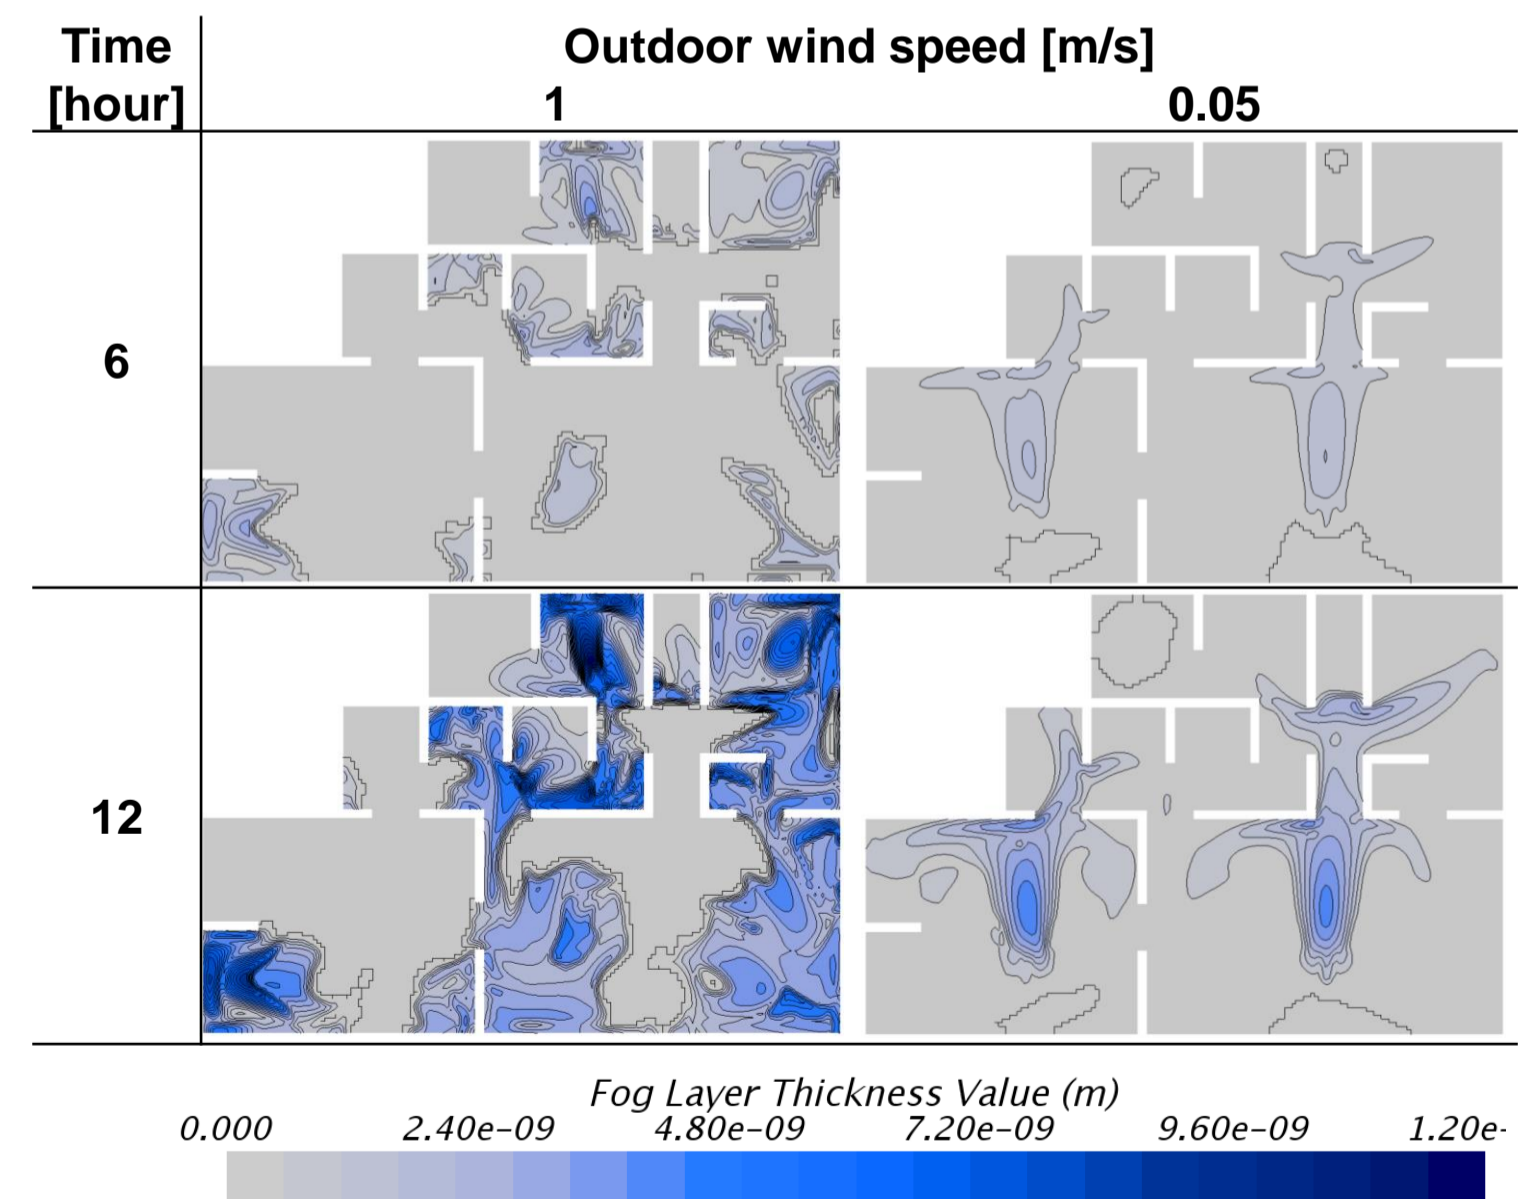 Time Outdoor wind speed [m/s]
[hour] 1 0.05
6
12
Fog Layer Thickness Value (m)
0.000 2.40e-09 4.80e-09 7.20e-09 9.60e-09 1.20e-